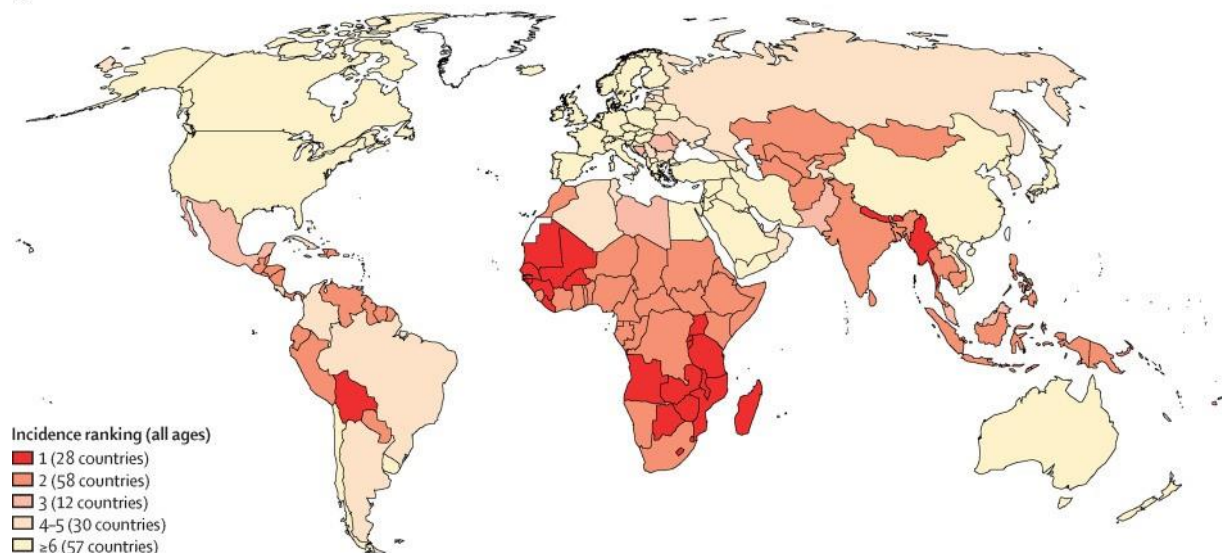 Incidence ranking (all ages)
1 (28 countries)
2 (58 countries)
3 (12 countries)
4–5 (30 countries)
≥6 (57 countries)